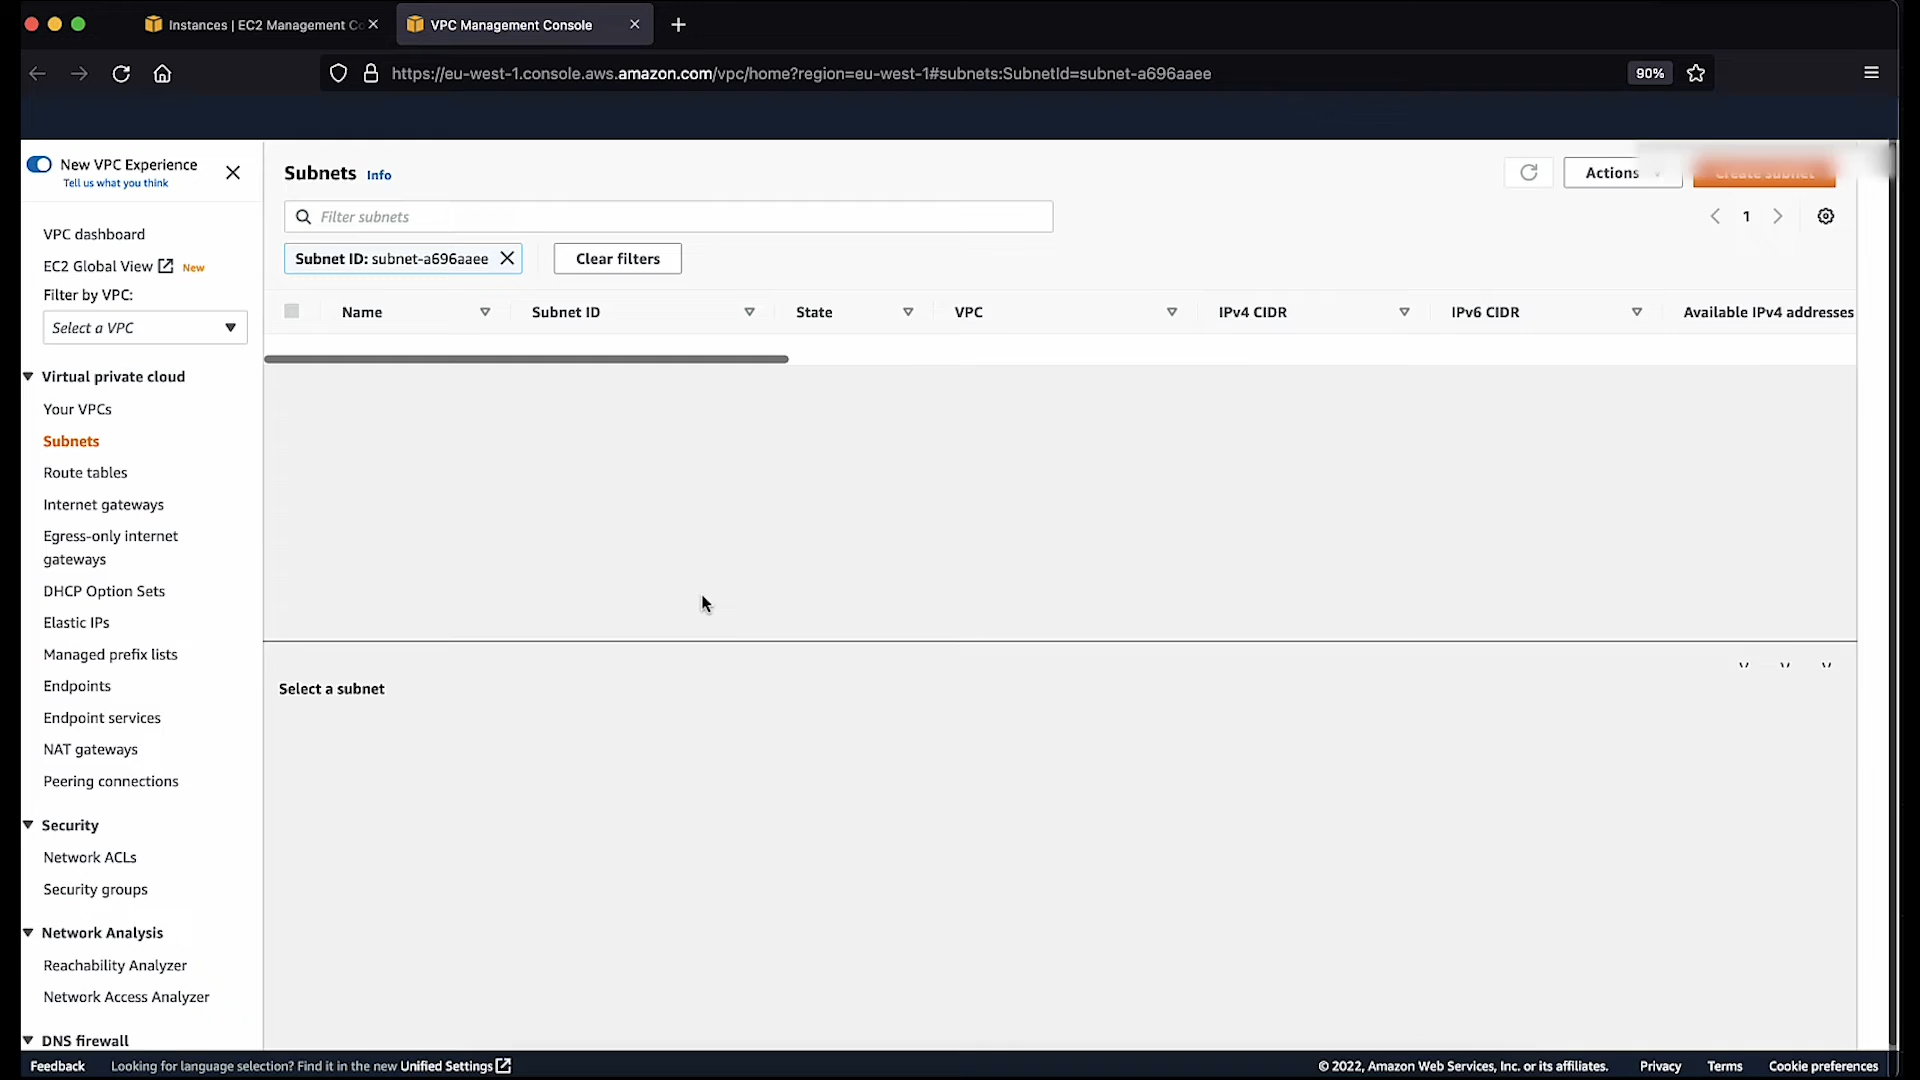 Instances | EC2 Management Co
VPC Management Console
https://eu-west-1.console.aws.amazon.com/vpc/home?region=eu-west-1#subnets:SubnetId=subnet-a696aaee
90%
New VPC Experience
Tell us what you think
VPC dashboard
EC2 Global View New
Filter by VPC:
Select a VPC
Virtual private cloud
Your VPCs
Subnets
Route tables
Internet gateways
Egress-only internet
gateways
DHCP Option Sets
Elastic IPs
Managed prefix lists
Endpoints
Endpoint services
NAT gateways
Peering connections
Security
Network ACLs
Security groups
Network Analysis
Reachability Analyzer
Network Access Analyzer
DNS firewall
Subnets Info
Actions
Create subnet
Filter subnets
1
Subnet ID: subnet-a696aaee
Clear filters
Name Subnet ID State VPC IPv4 CIDR IPv6 CIDR Available IPv4 addresses
Select a subnet
Feedback Looking for language selection? Find it in the new Unified Settings
© 2022, Amazon Web Services, Inc. or its affiliates. Privacy Terms Cookie preferences